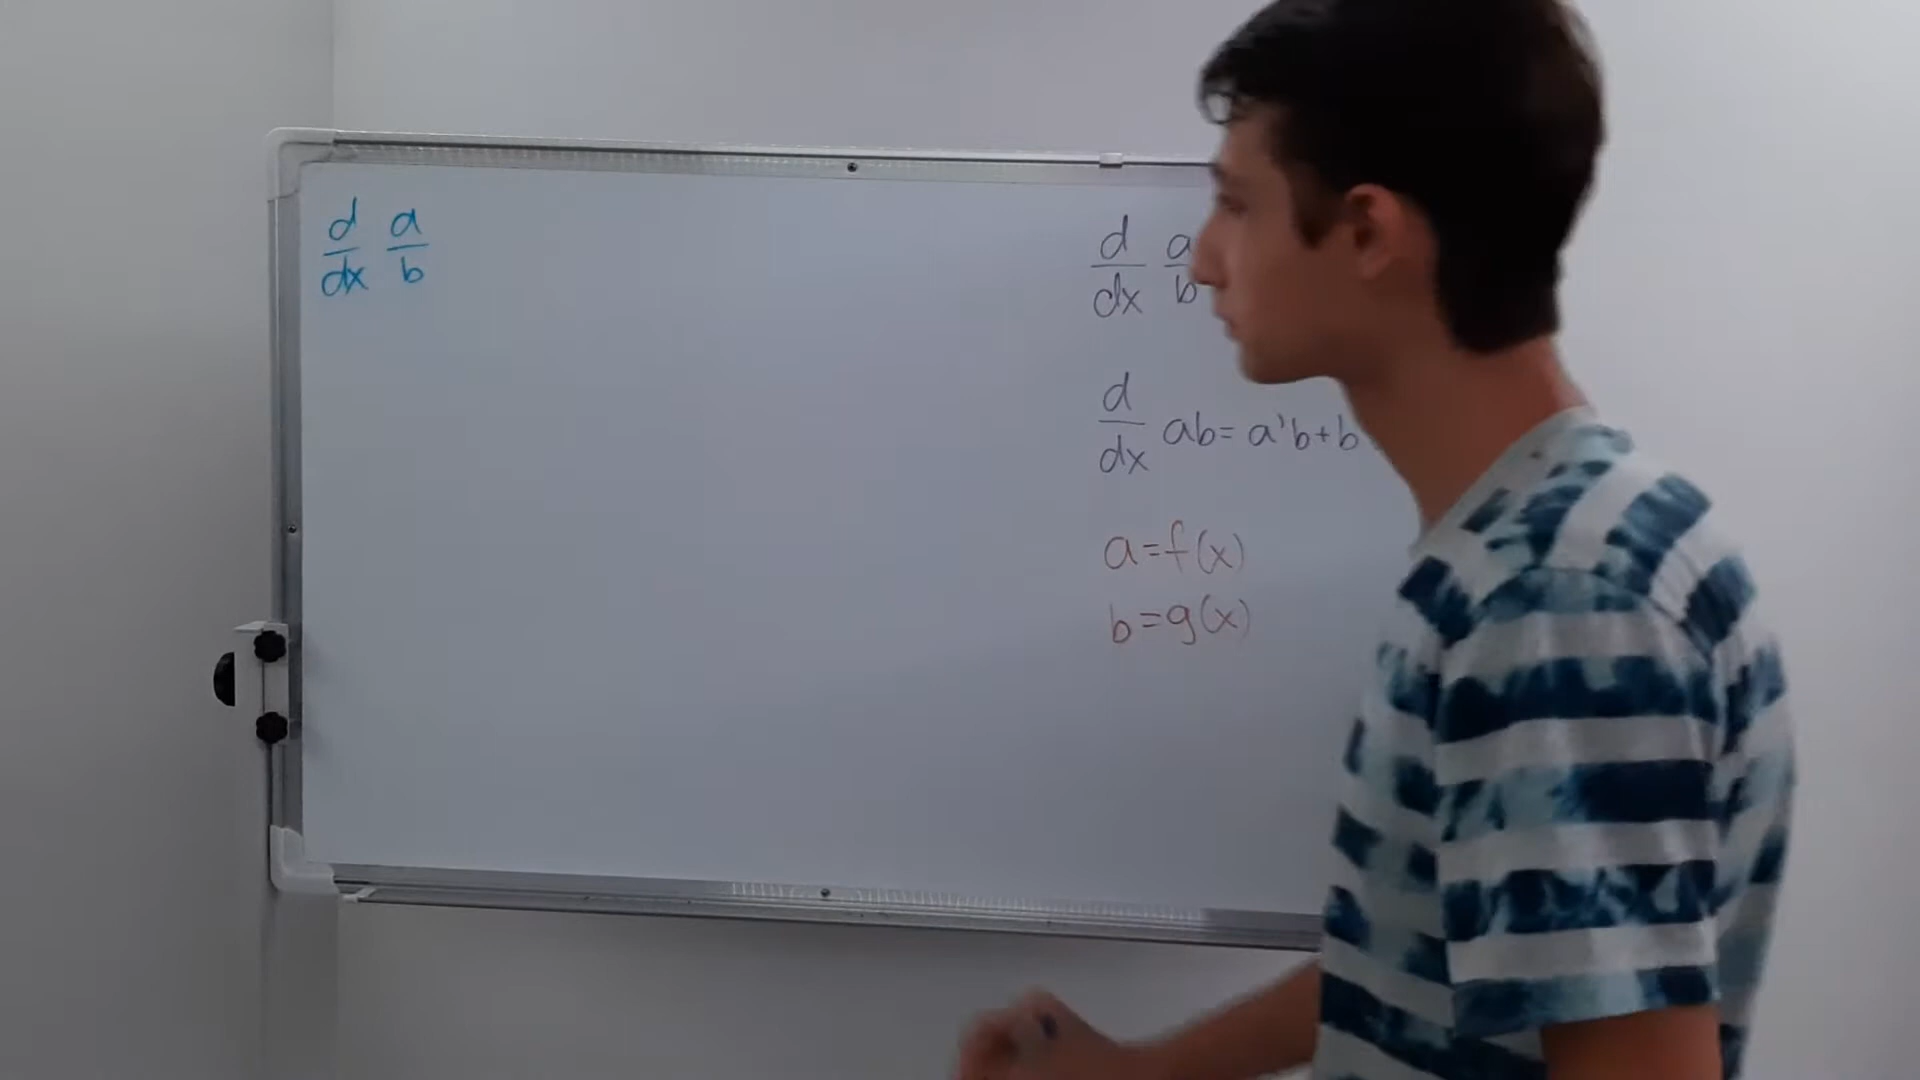 d a
dx b
d a
dx b
d
dx ab= a'b+b
a=f(x)
b=g(x)